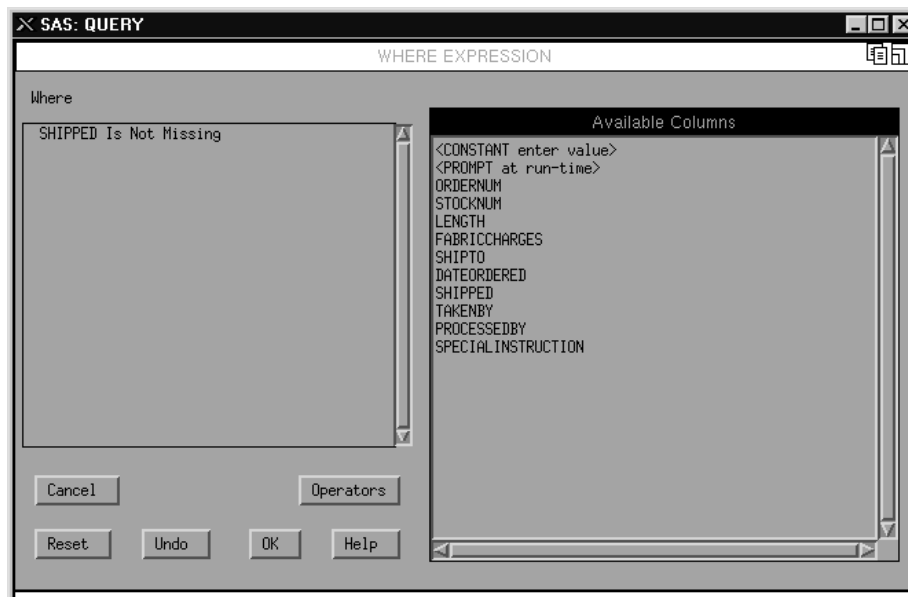 SAS: QUERY
WHERE EXPRESSION
Where
SHIPPED Is Not Missing
Available Columns
<CONSTANT enter value>
<PROMPT at run-time>
ORDERNUM
STOCKNUM
LENGTH
FABRICCHARGES
SHIPTO
DATEORDERED
SHIPPED
TAKENBY
PROCESSEDBY
SPECIALINSTRUCTION
Cancel
Operators
Reset
Undo
OK
Help